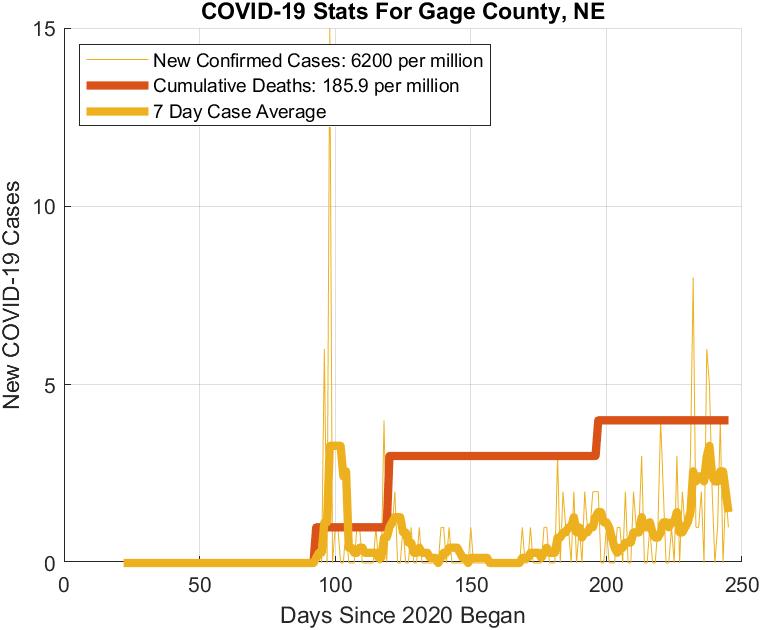 COVID-19 Stats For Gage County, NE
New Confirmed Cases: 6200 per million
Cumulative Deaths: 185.9 per million
7 Day Case Average
New COVID-19 Cases
15
10
5
0
0 50 100 150 200 250
Days Since 2020 Began